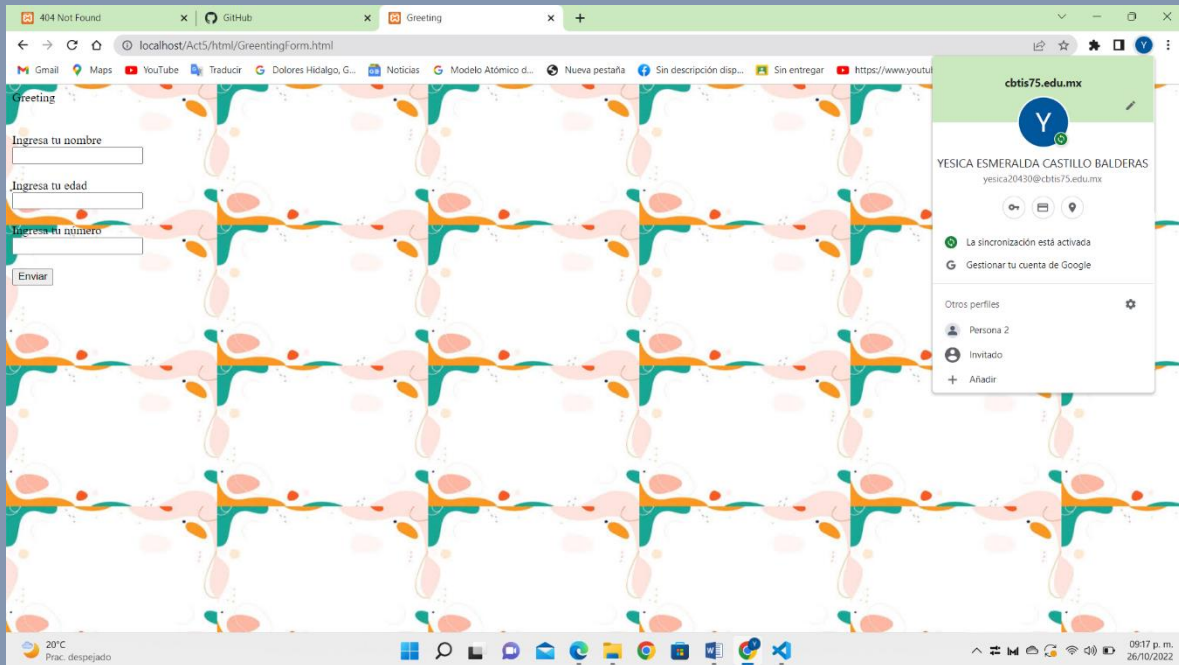 404 Not Found
GitHub
Greeting
localhost/Act5/html/GreentingForm.html
Y
Gmail
Maps
YouTube
Traducir
Dolores Hidalgo, G...
Noticias
Modelo Atómico d...
Nueva pestaña
Sin descripción disp...
Sin entregar
https://www.youtu
Greeting
Ingresa tu nombre
Ingresa tu edad
Ingresa tu número
Enviar
cbtis75.edu.mx
Y
YESICA ESMERALDA CASTILLO BALDERAS
yesica20430@cbtis75.edu.mx
La sincronización está activada
Gestionar tu cuenta de Google
Otros perfiles
Persona 2
Invitado
Añadir
20°C
Prac. despejado
09:17 p. m.
26/10/2022